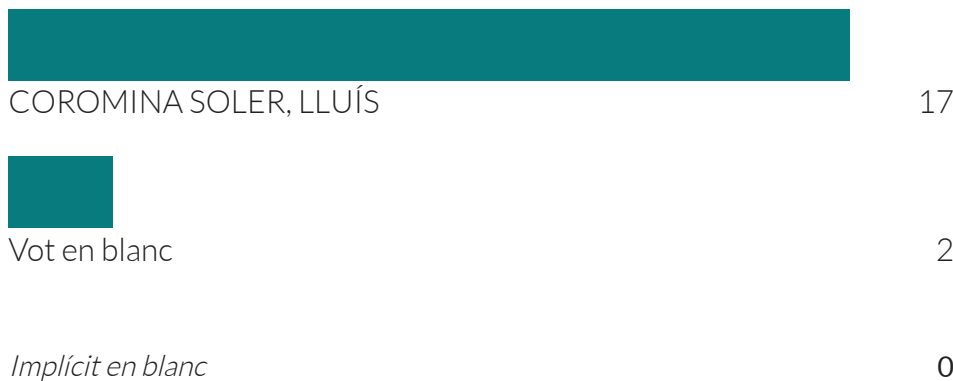 COROMINA SOLER, LLUÍS 17
Vot en blanc 2
Implícit en blanc 0